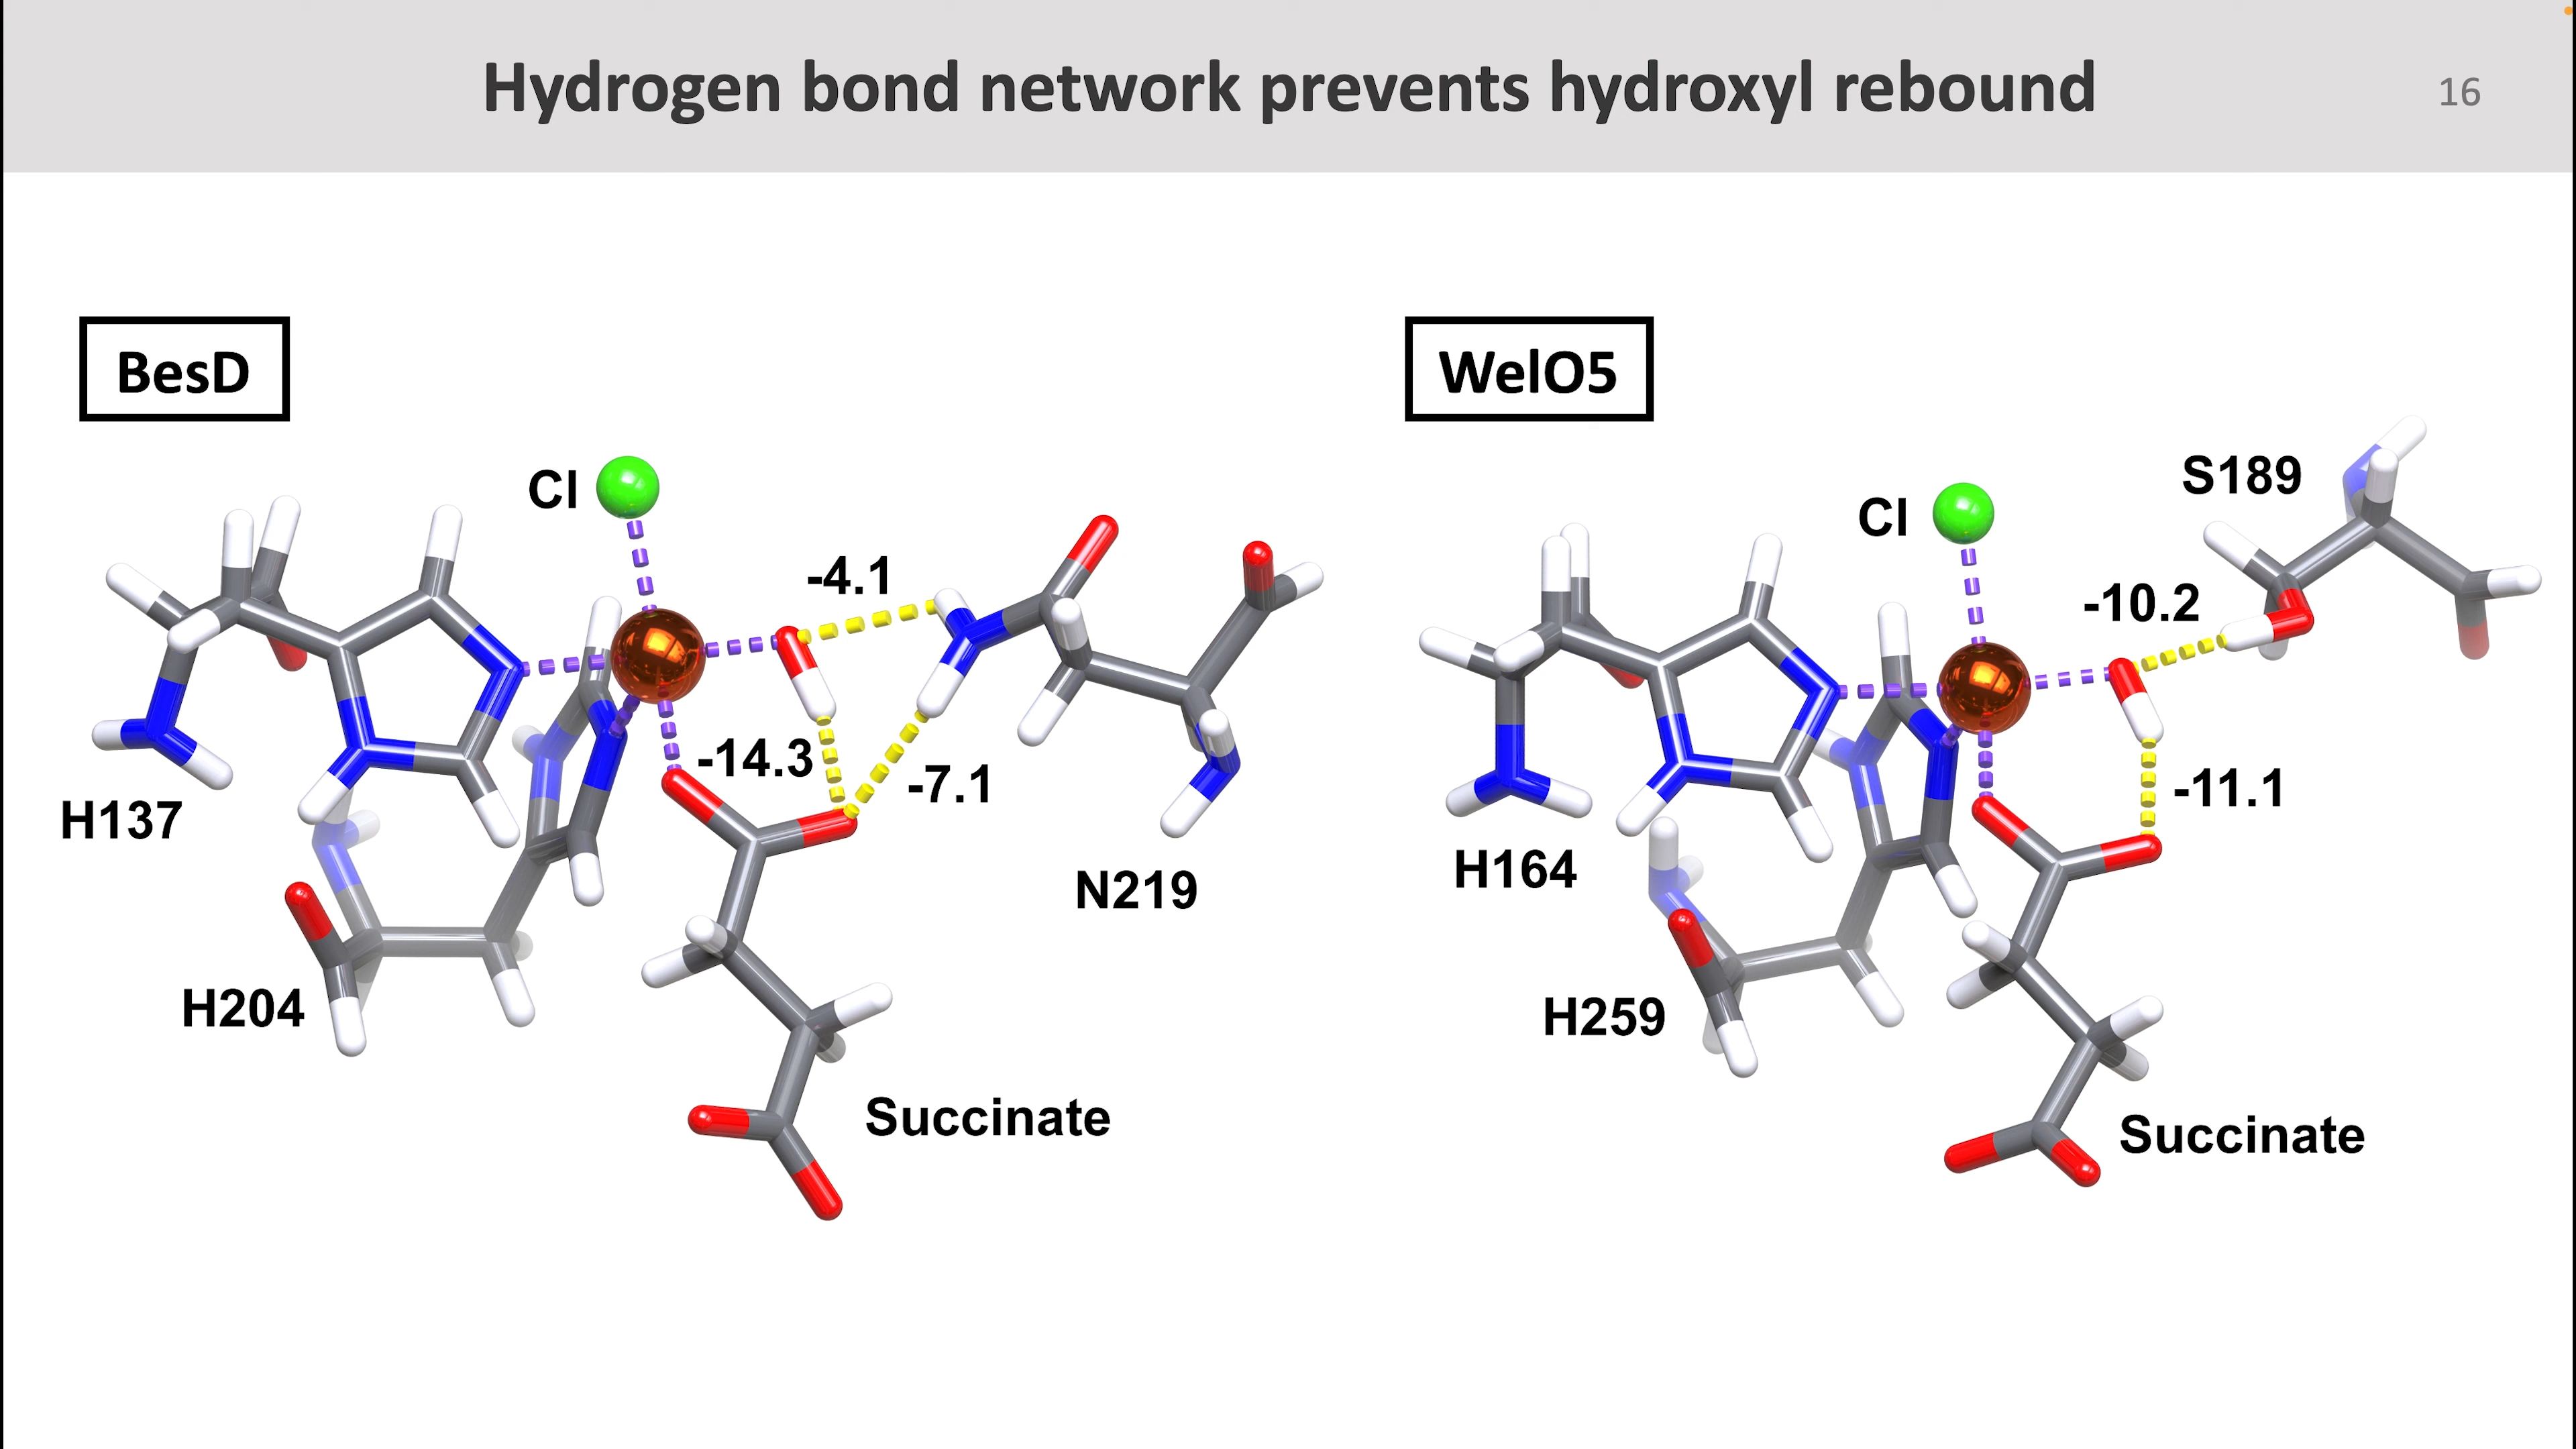 Hydrogen bond network prevents hydroxyl rebound
16
BesD
Cl
-4.1
-14.3
-7.1
H137
N219
H204
Succinate
WelO5
S189
Cl
-10.2
-11.1
H164
H259
Succinate